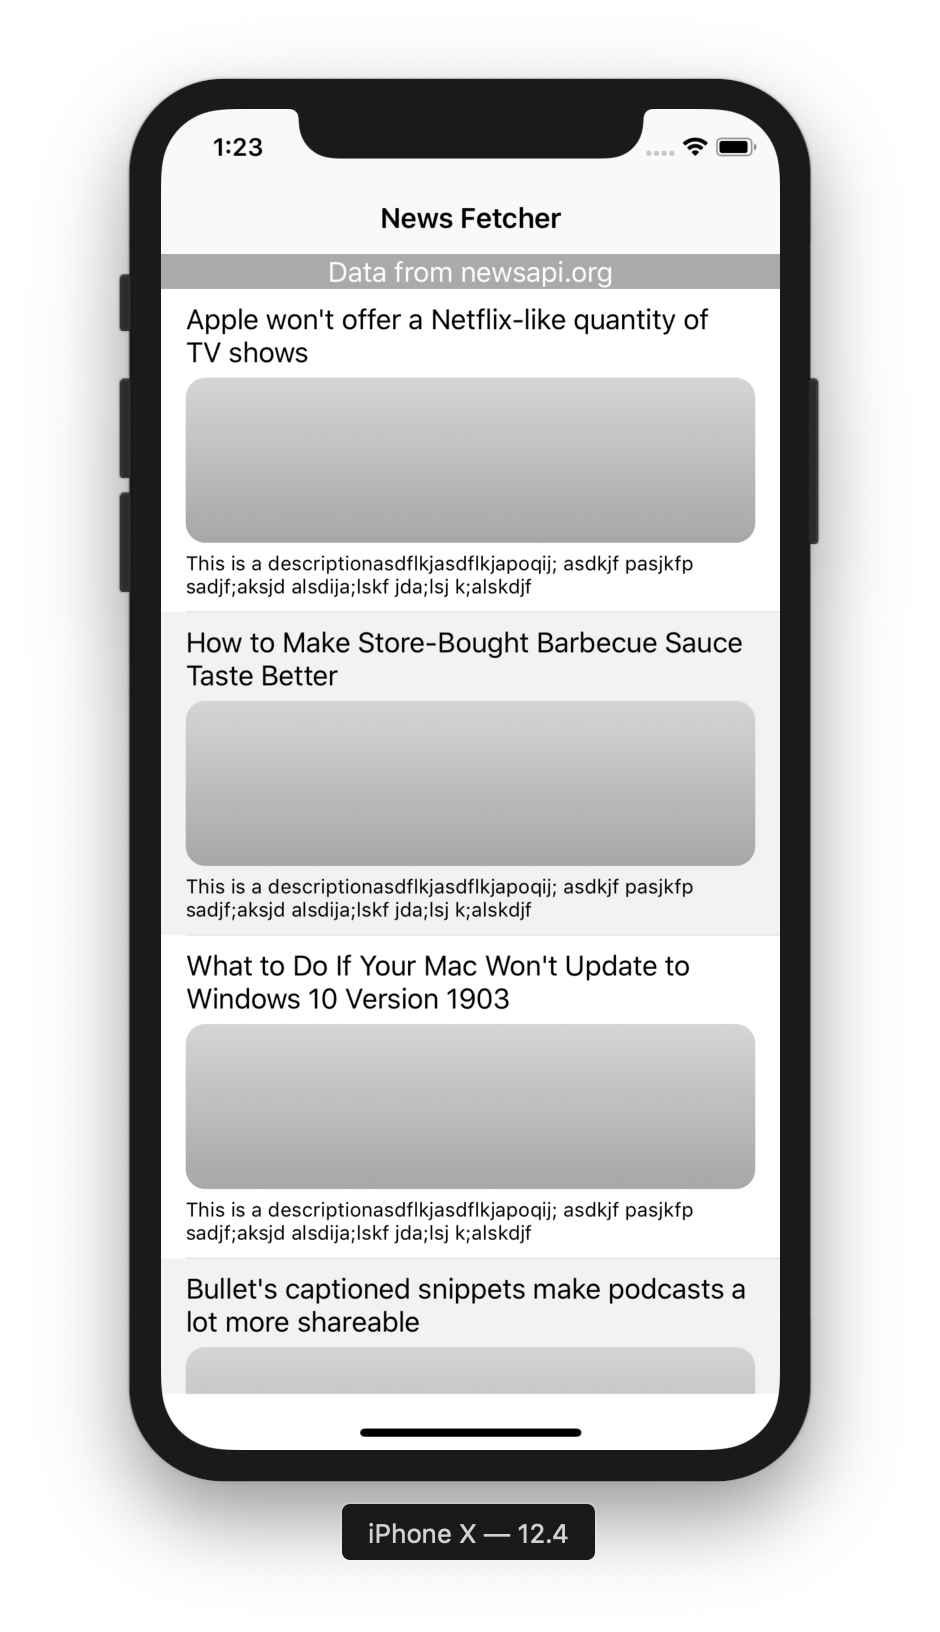 1:23
News Fetcher
Data from newsapi.org
Apple won't offer a Netflix-like quantity of
TV shows
This is a descriptionasdflkjasdflkjapoqij; asdkjf pasjkfp
sadjf;aksjd alsdija;lskf jda;lsj k;alskdjf
How to Make Store-Bought Barbecue Sauce
Taste Better
This is a descriptionasdflkjasdflkjapoqij; asdkjf pasjkfp
sadjf;aksjd alsdija;lskf jda;lsj k;alskdjf
What to Do If Your Mac Won't Update to
Windows 10 Version 1903
This is a descriptionasdflkjasdflkjapoqij; asdkjf pasjkfp
sadjf;aksjd alsdija;lskf jda;lsj k;alskdjf
Bullet's captioned snippets make podcasts a
lot more shareable
iPhone X — 12.4